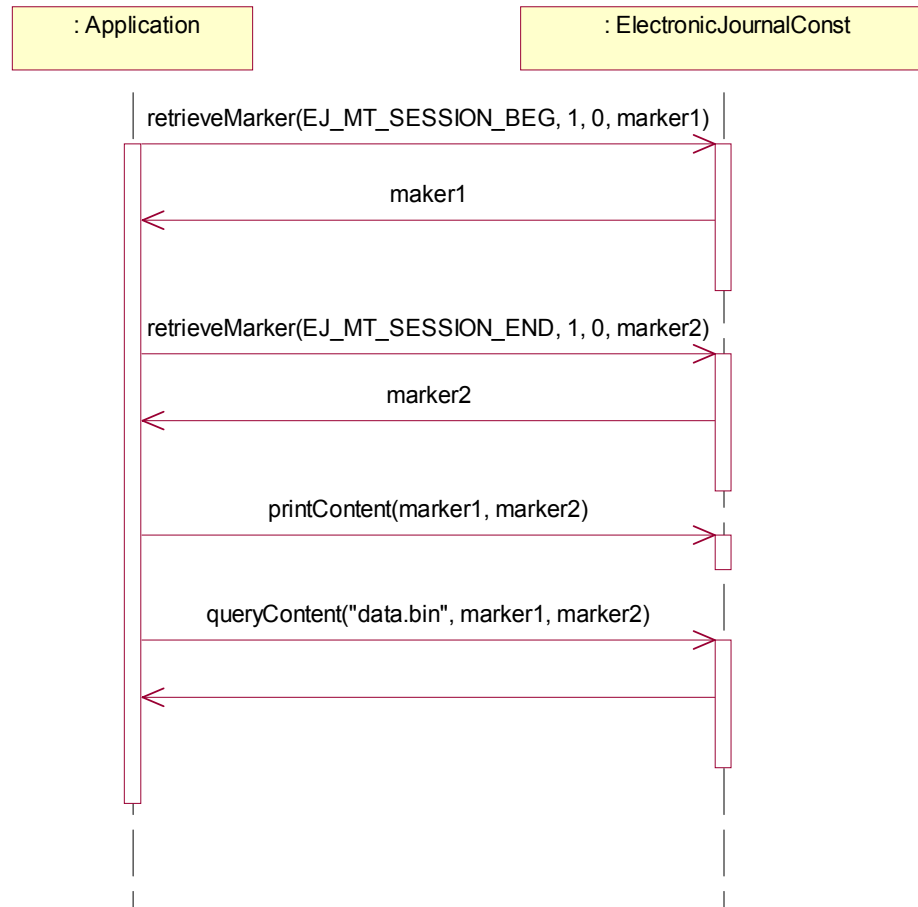 : Application
: ElectronicJournalConst
retrieveMarker(EJ_MT_SESSION_BEG, 1, 0, marker1)
maker1
retrieveMarker(EJ_MT_SESSION_END, 1, 0, marker2)
marker2
printContent(marker1, marker2)
queryContent("data.bin", marker1, marker2)